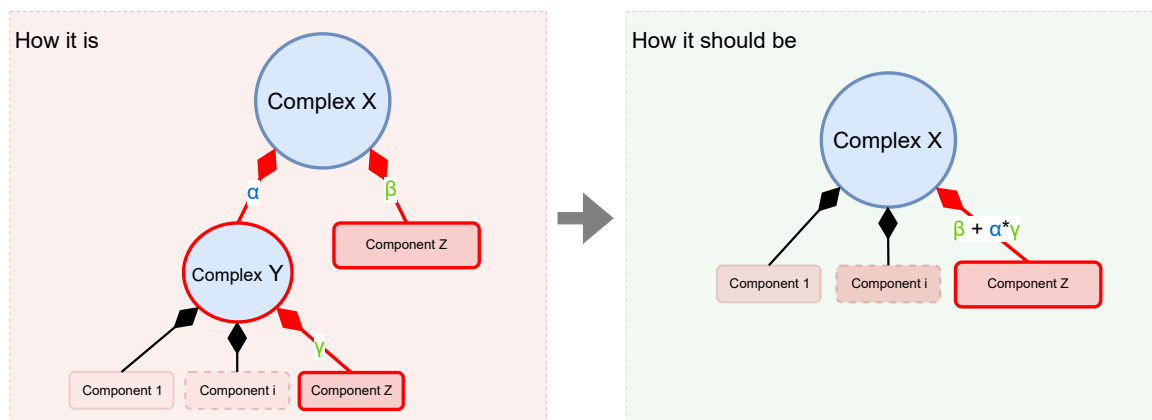 How it is
Complex X
α
β
Component Z
Complex Y
γ
Component 1
Component i
Component Z
How it should be
Complex X
β + α*γ
Component 1
Component i
Component Z